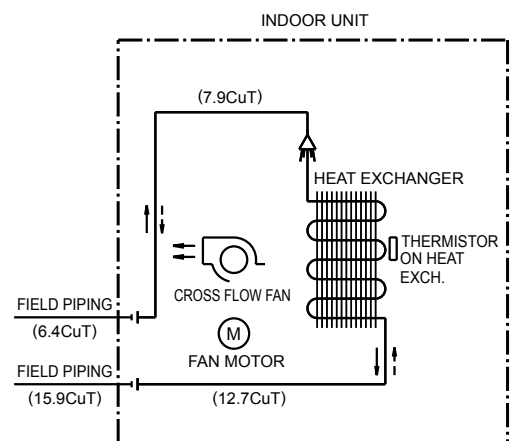 INDOOR UNIT
(7.9CuT)
HEAT EXCHANGER
THERMISTOR
ON HEAT
EXCH.
CROSS FLOW FAN
FIELD PIPING
(6.4CuT)
M
FAN MOTOR
FIELD PIPING
(15.9CuT)
(12.7CuT)